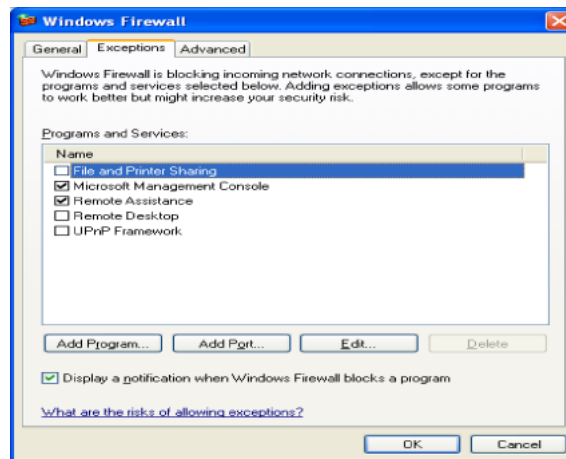 Windows Firewall
General Exceptions Advanced
Windows Firewall is blocking incoming network connections, except for the
programs and services selected below. Adding exceptions allows some programs
to work better but might increase your security risk.
Programs and Services:
Name
File and Printer Sharing
Microsoft Management Console
Remote Assistance
Remote Desktop
UPnP Framework
Add Program... Add Port... Edit... Delete
Display a notification when Windows Firewall blocks a program
What are the risks of allowing exceptions?
OK Cancel